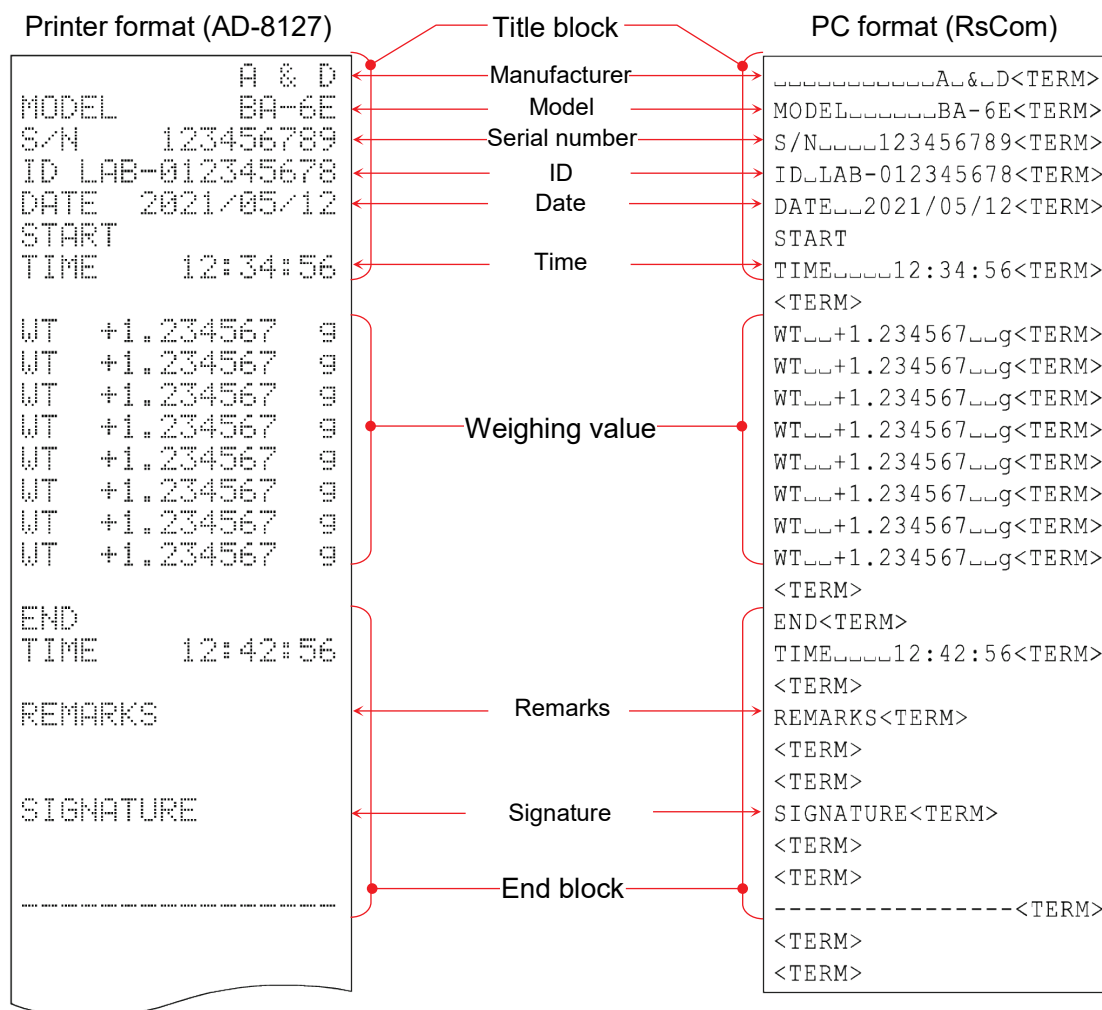 Printer format (AD-8127)
Title block
PC format (RsCom)
A & D
MODEL BA-6E
S/N 123456789
ID LAB-012345678
DATE 2021/05/12
START
TIME 12:34:56
WT +1.234567 g
WT +1.234567 g
WT +1.234567 g
WT +1.234567 g
WT +1.234567 g
WT +1.234567 g
WT +1.234567 g
WT +1.234567 g
END
TIME 12:42:56
REMARKS
SIGNATURE
----------------
Manufacturer
Model
Serial number
ID
Date
Time
Weighing value
Remarks
Signature
End block
␣␣␣␣␣␣␣␣␣␣␣A␣&␣D<TERM>
MODEL␣␣␣␣␣␣BA-6E<TERM>
S/N␣␣␣␣123456789<TERM>
ID␣LAB-012345678<TERM>
DATE␣␣2021/05/12<TERM>
START
TIME␣␣␣␣12:34:56<TERM>
<TERM>
WT␣␣+1.234567␣␣g<TERM>
WT␣␣+1.234567␣␣g<TERM>
WT␣␣+1.234567␣␣g<TERM>
WT␣␣+1.234567␣␣g<TERM>
WT␣␣+1.234567␣␣g<TERM>
WT␣␣+1.234567␣␣g<TERM>
WT␣␣+1.234567␣␣g<TERM>
WT␣␣+1.234567␣␣g<TERM>
<TERM>
END<TERM>
TIME␣␣␣␣12:42:56<TERM>
<TERM>
REMARKS<TERM>
<TERM>
<TERM>
SIGNATURE<TERM>
<TERM>
<TERM>
----------------<TERM>
<TERM>
<TERM>